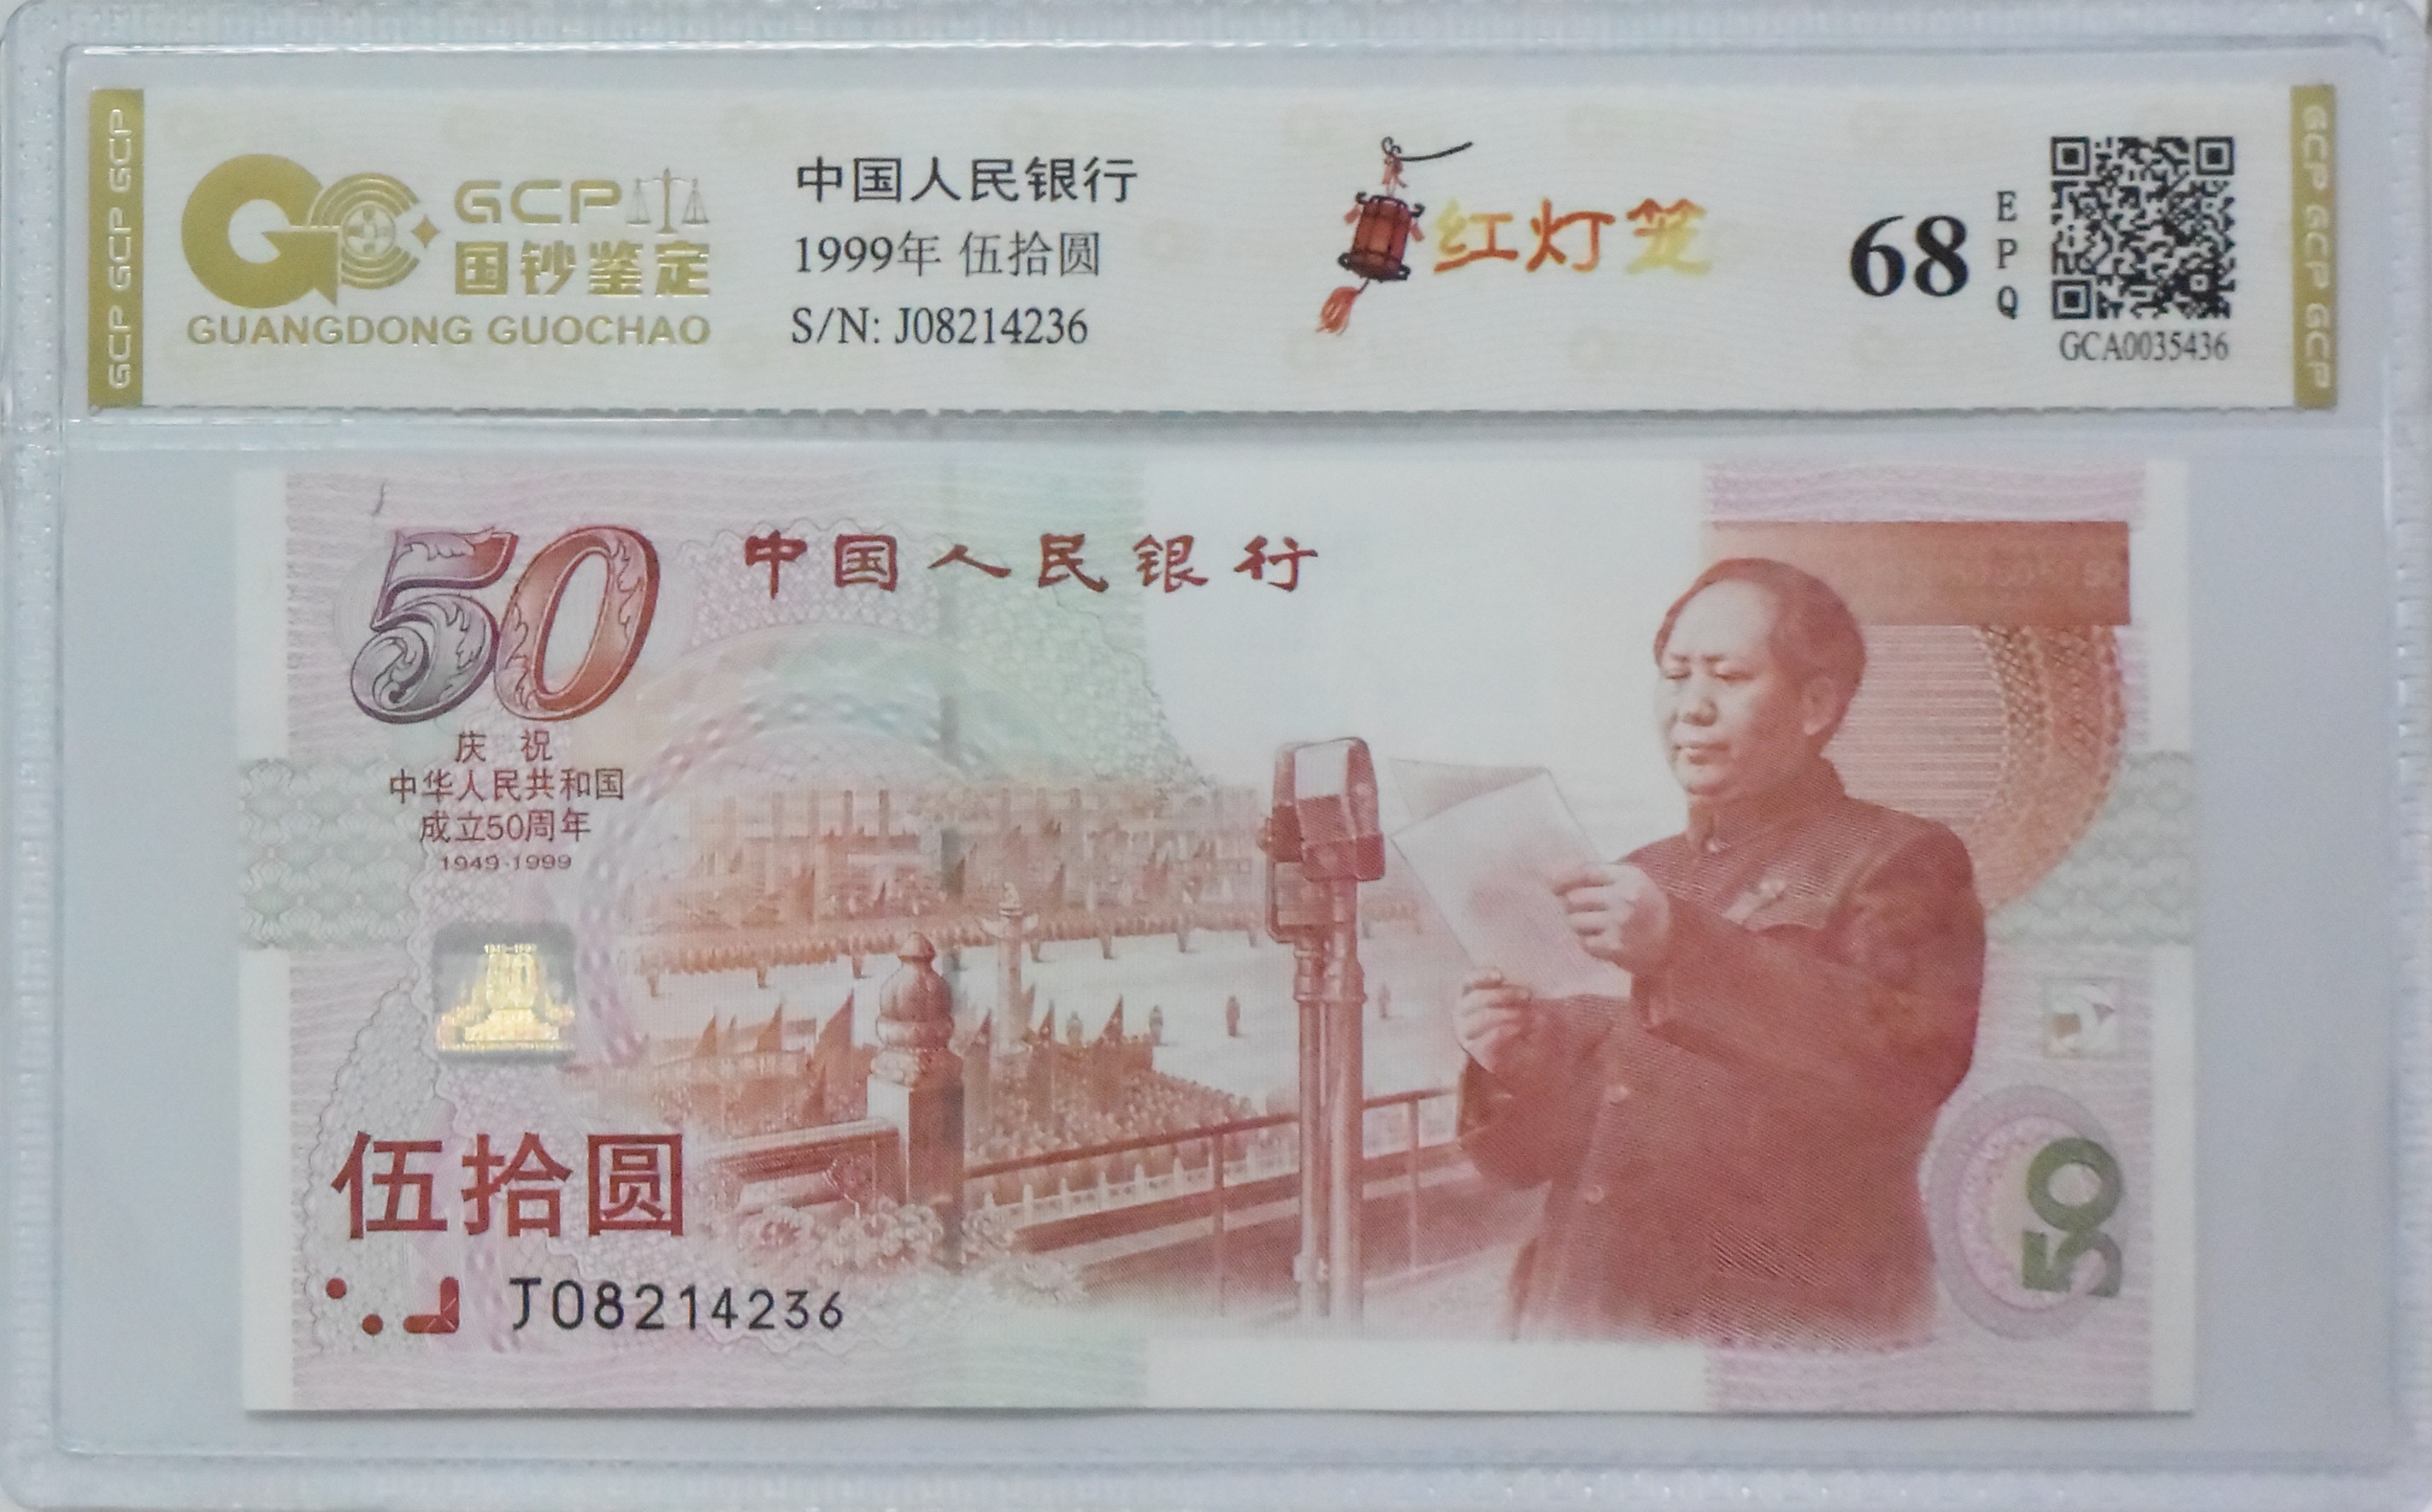 GCP GCP GCP
GCP
国钞鉴定
GUANGDONG GUOCHAO
中国人民银行
1999年 伍拾圆
S/N: J08214236
红灯笼
68
EPQ
GCA0035436
GCP GCP GCP
50
中国人民银行
庆祝
中华人民共和国
成立50周年
1949-1999
伍拾圆
J08214236
50